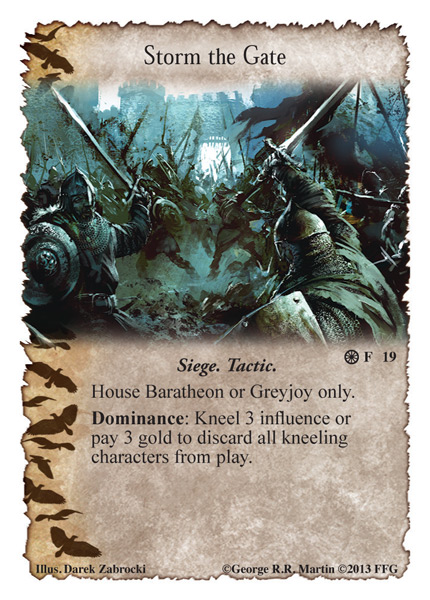 Storm the Gate
F 19
Siege. Tactic.
House Baratheon or Greyjoy only.
Dominance: Kneel 3 influence or
pay 3 gold to discard all kneeling
characters from play.
Illus. Darek Zabrocki
©George R.R. Martin ©2013 FFG